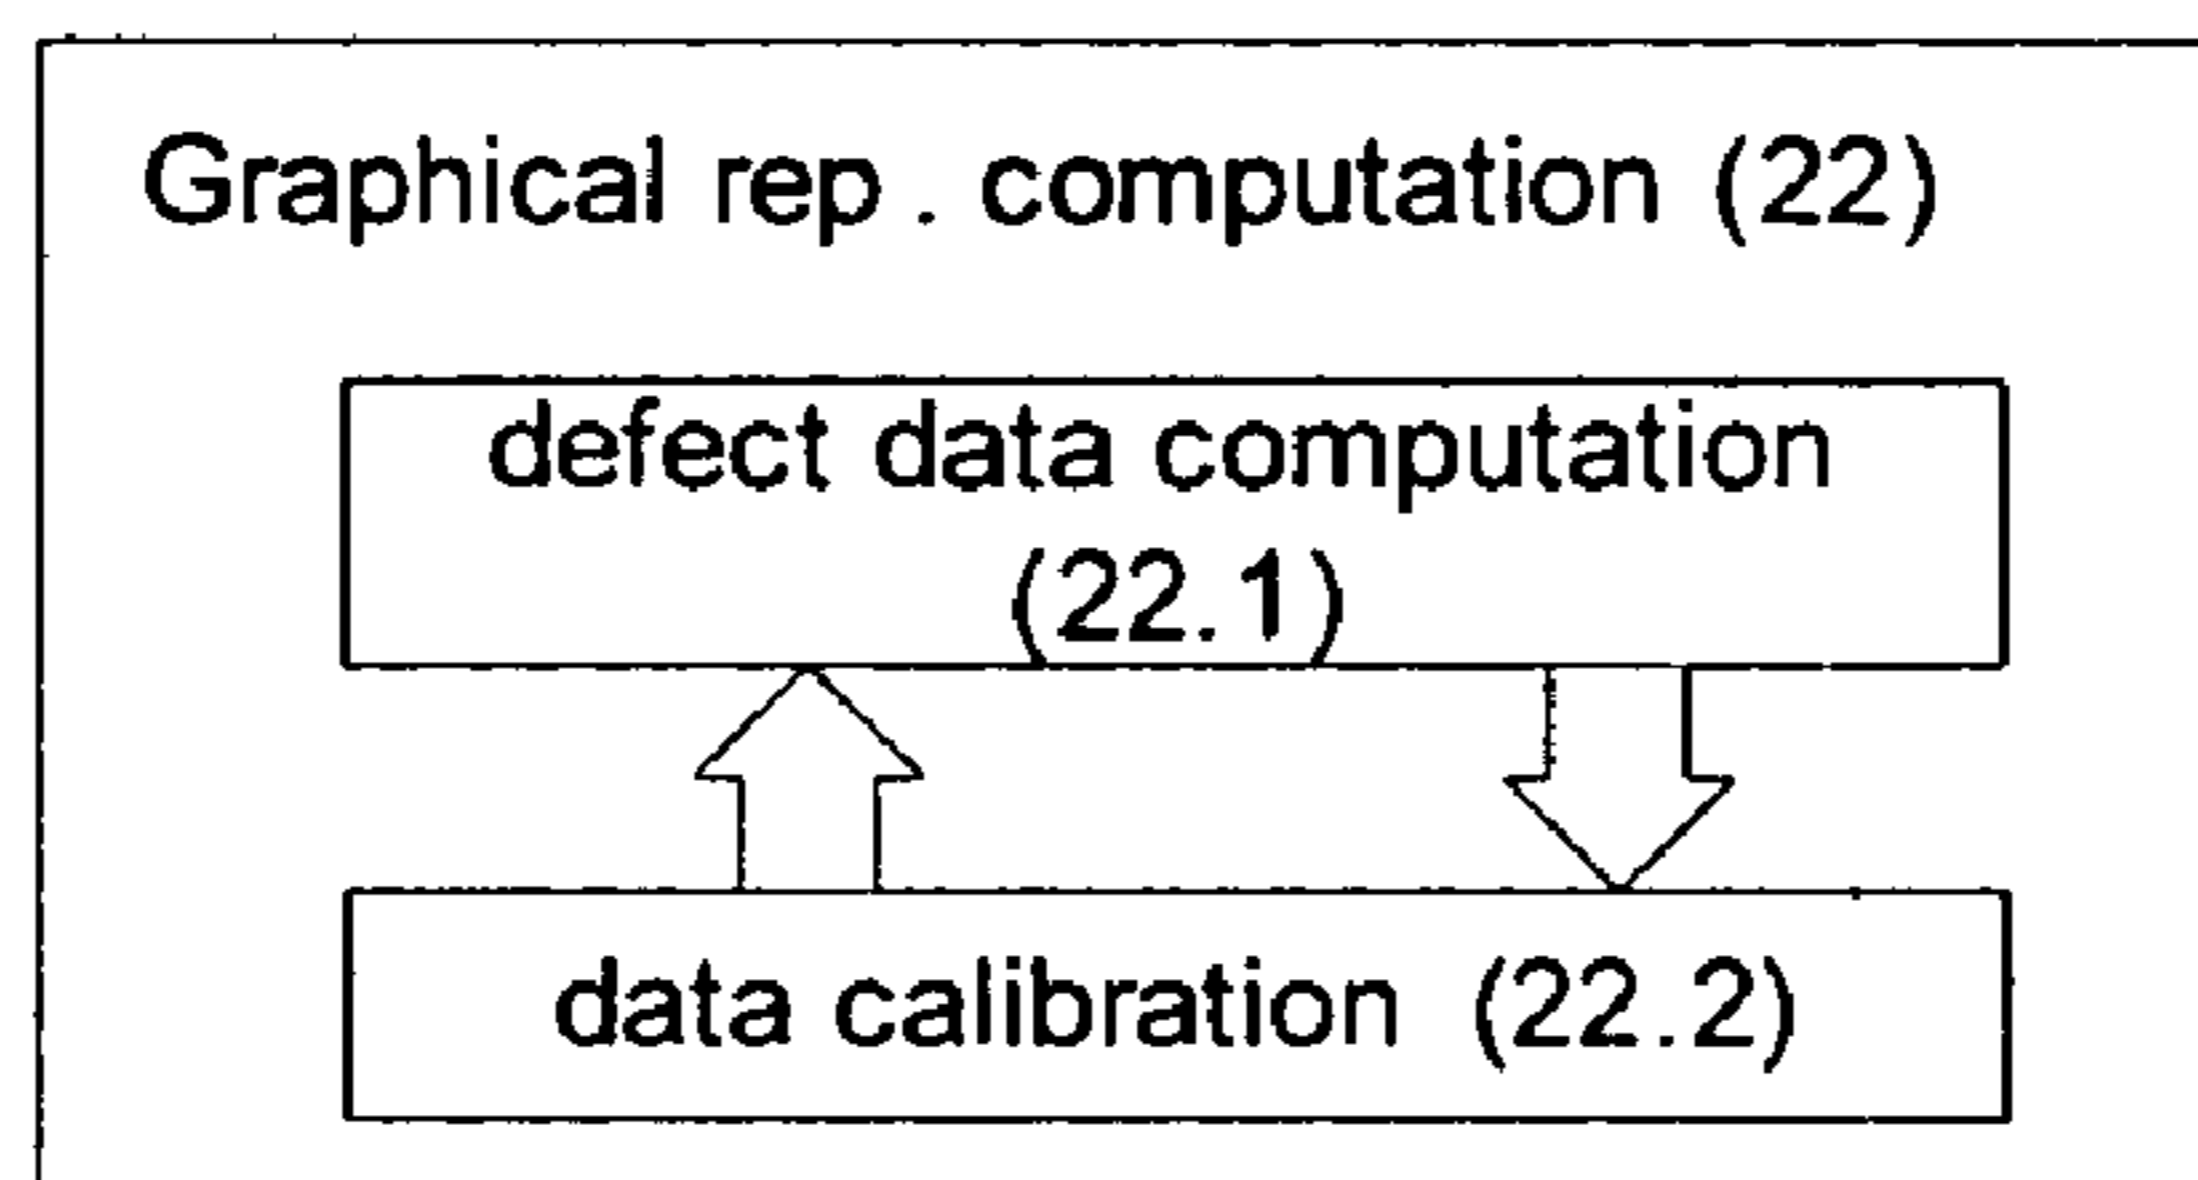 Graphical rep . computation (22)
defect data computation
(22.1)
data calibration (22.2)